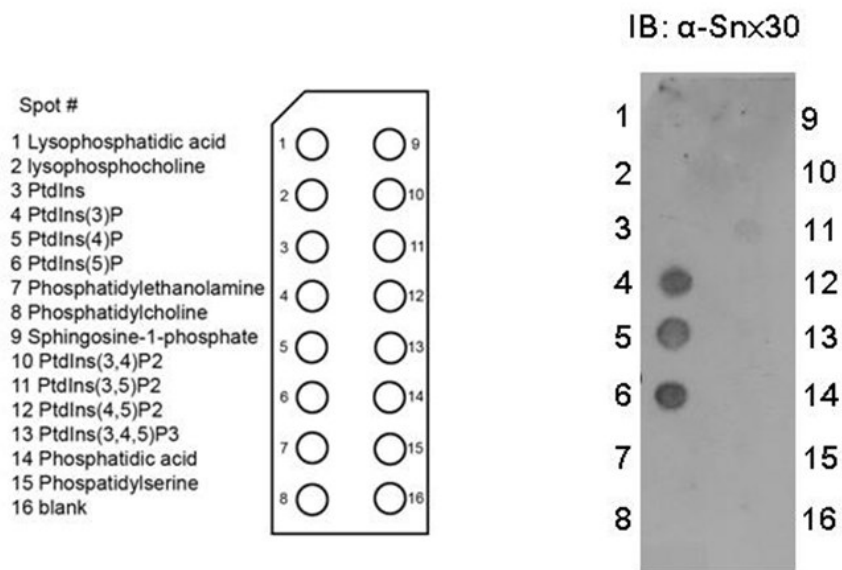 IB: α-Snx30
Spot #
1 Lysophosphatidic acid
2 lysophosphocholine
3 PtdIns
4 PtdIns(3)P
5 PtdIns(4)P
6 PtdIns(5)P
7 Phosphatidylethanolamine
8 Phosphatidylcholine
9 Sphingosine-1-phosphate
10 PtdIns(3,4)P2
11 PtdIns(3,5)P2
12 PtdIns(4,5)P2
13 PtdIns(3,4,5)P3
14 Phosphatidic acid
15 Phospatidylserine
16 blank
1 9
2 10
3 11
4 12
5 13
6 14
7 15
8 16
1 9
2 10
3 11
4 12
5 13
6 14
7 15
8 16